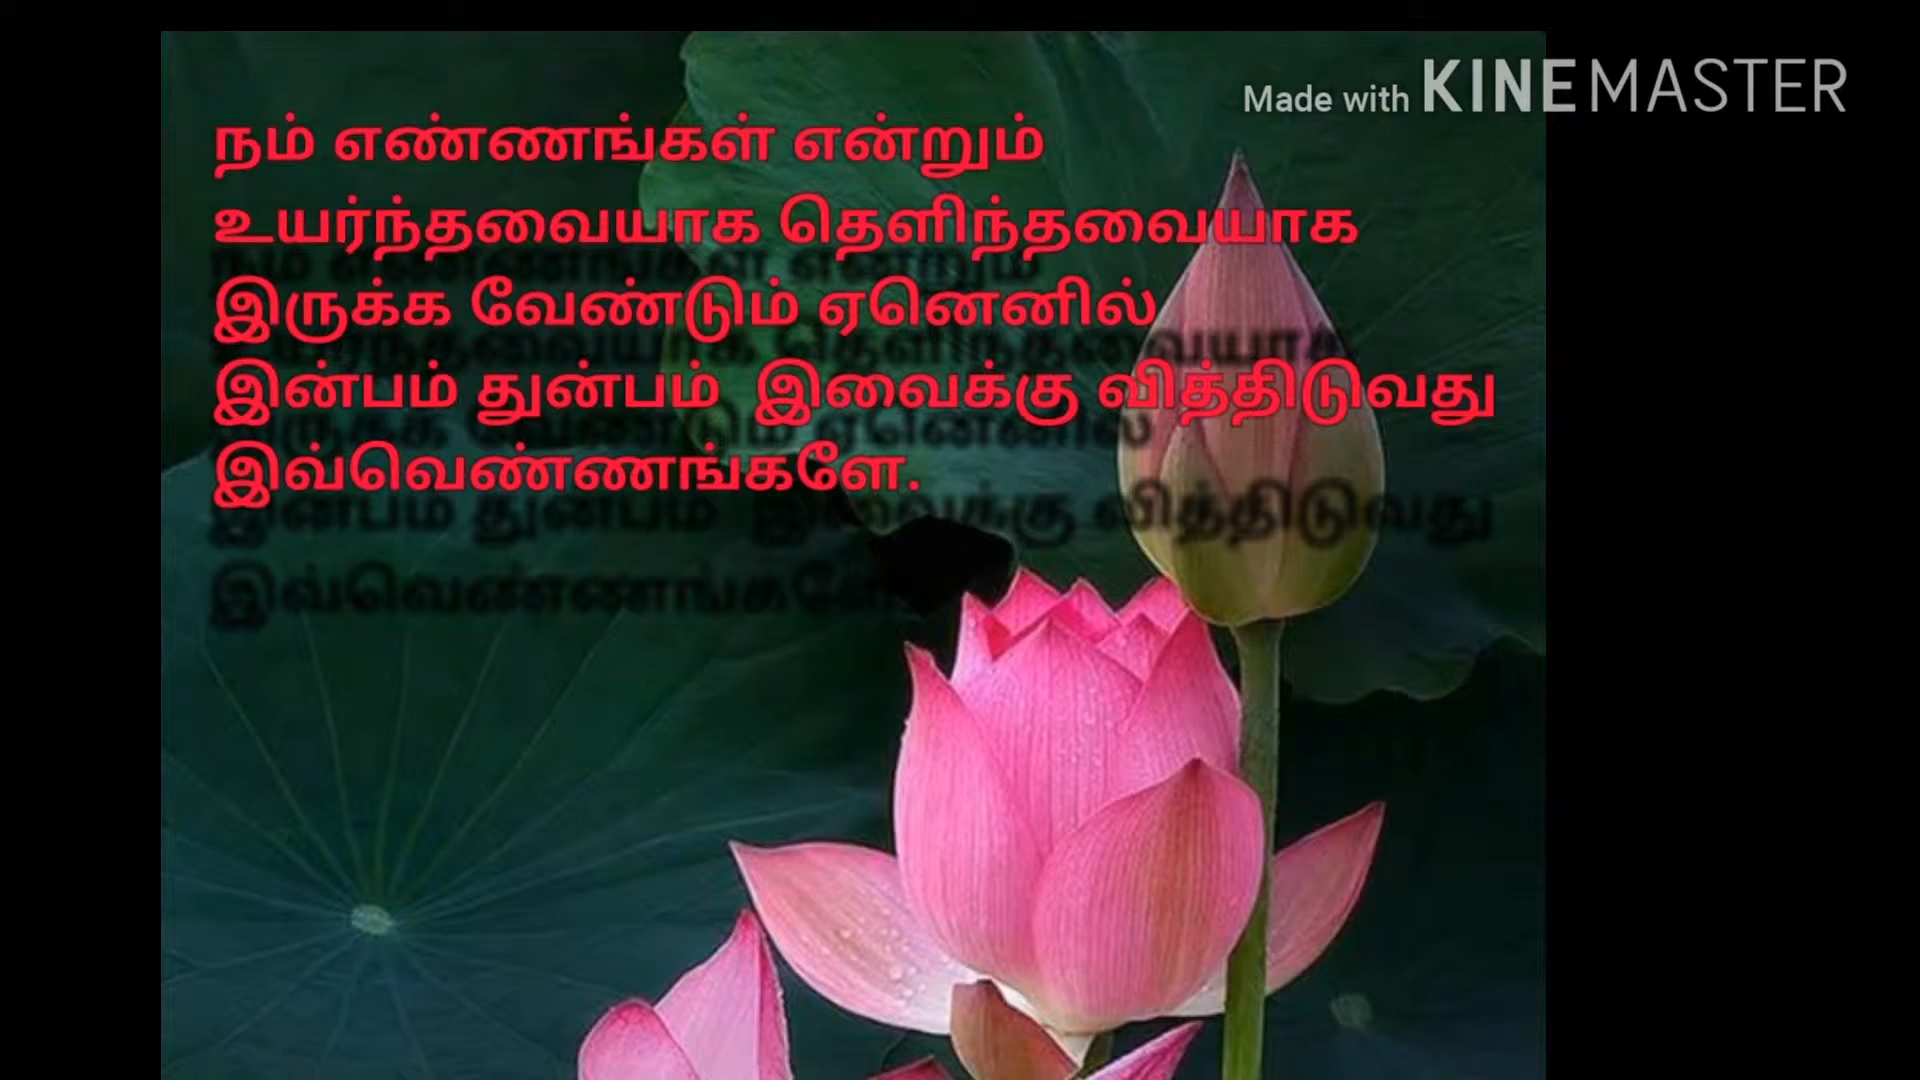 Made with KINEMASTER
நம் எண்ணங்கள் என்றும்
உயர்ந்தவையாக தெளிந்தவையாக
இருக்க வேண்டும் ஏனெனில்
இன்பம் துன்பம் இவைக்கு வித்திடுவது
இவ்வெண்ணங்களே.